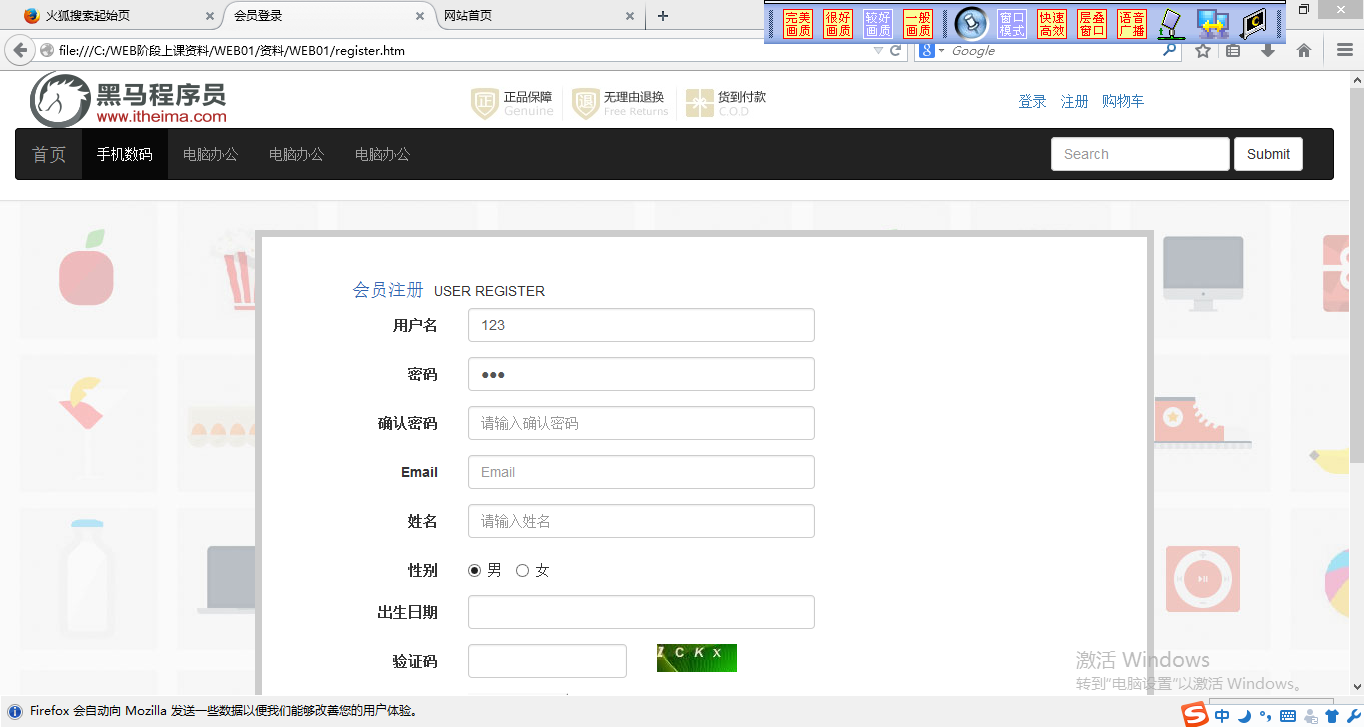 火狐搜索起始页
会员登录
网站首页
完美画质 很好画质 较好画质 一般画质 窗口模式 快速高效 层叠窗口 语音广播
file:///C:/WEB阶段上课资料/WEB01/资料/WEB01/register.htm
Google
黑马程序员
www.itheima.com
正品保障
Genuine
无理由退换
Free Returns
货到付款
C.O.D
登录 注册 购物车
首页 手机数码 电脑办公 电脑办公 电脑办公 Search Submit
会员注册 USER REGISTER
用户名 123
密码 ●●●
确认密码 请输入确认密码
Email Email
姓名 请输入姓名
性别 男 女
出生日期
验证码 Z C K X
激活 Windows
转到“电脑设置”以激活 Windows。
Firefox 会自动向 Mozilla 发送一些数据以便我们能够改善您的用户体验。
中